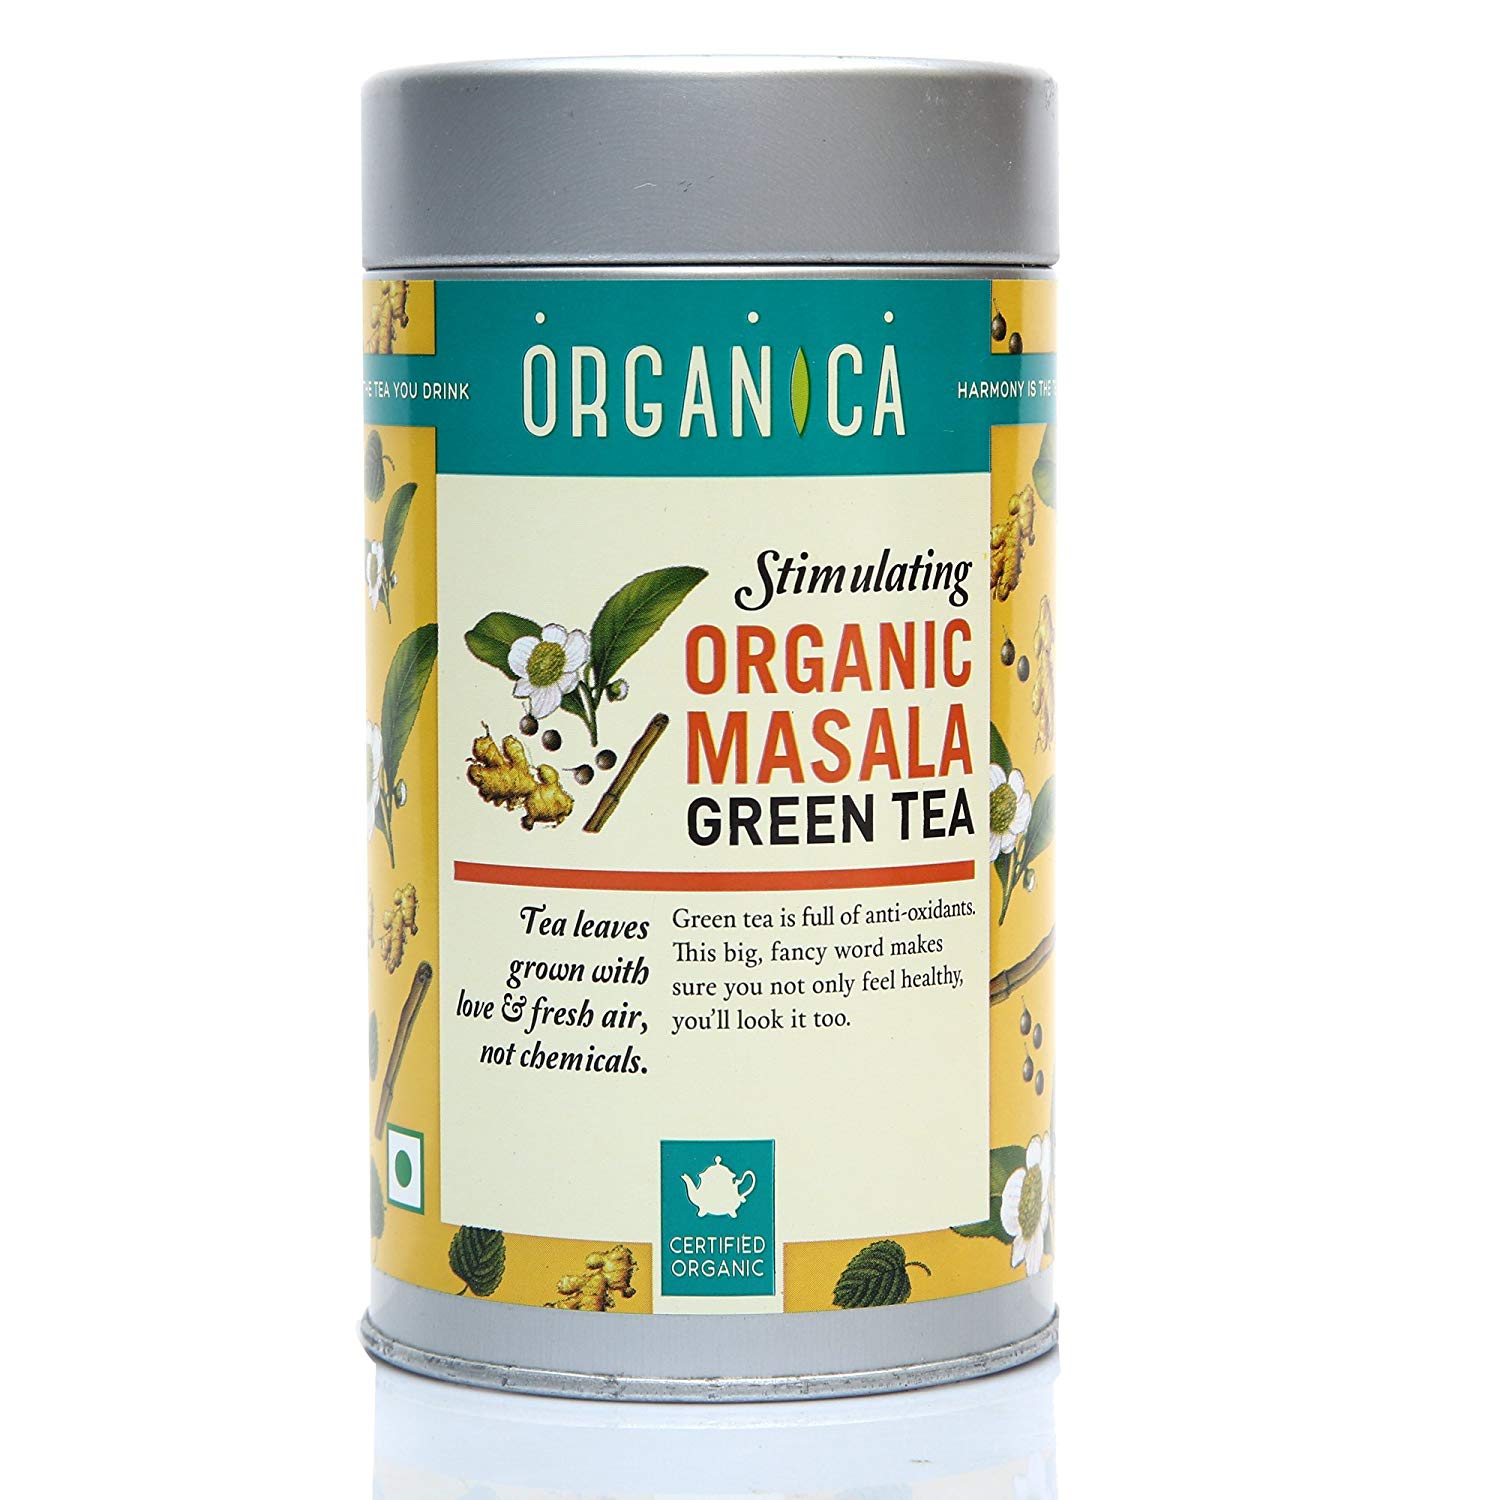 ORGANICA
THE TEA YOU DRINK
HARMONY IS THE
Stimulating
ORGANIC
MASALA
GREEN TEA
Tea leaves
grown with
love & fresh air,
not chemicals.
Green tea is full of anti-oxidants.
This big, fancy word makes
sure you not only feel healthy,
you'll look it too.
CERTIFIED
ORGANIC